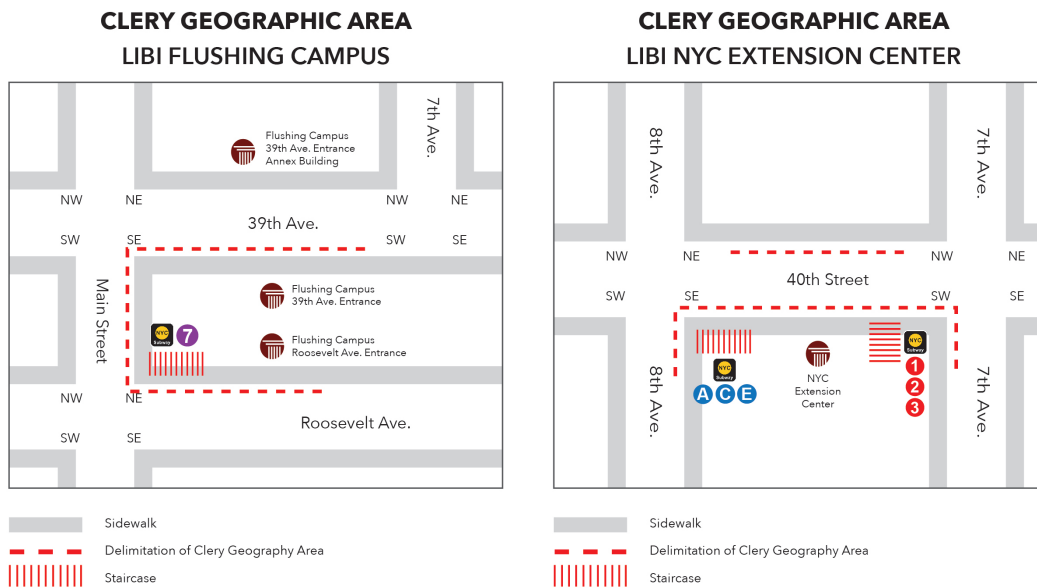 CLERY GEOGRAPHIC AREA
LIBI FLUSHING CAMPUS
7th Ave.
Flushing Campus
39th Ave. Entrance
Annex Building
NW
NE
NW
NE
39th Ave.
SW
SE
SW
SE
Main Street
Flushing Campus
39th Ave. Entrance
NYC
Subway
7
Flushing Campus
Roosevelt Ave. Entrance
NW
NE
Roosevelt Ave.
SW
SE
Sidewalk
Delimitation of Clery Geography Area
Staircase
CLERY GEOGRAPHIC AREA
LIBI NYC EXTENSION CENTER
8th Ave.
7th Ave.
NW
NE
NW
NE
40th Street
SW
SE
SW
SE
8th Ave.
NYC
Subway
A C E
NYC
Extension
Center
NYC
Subway
1
2
3
7th Ave.
Sidewalk
Delimitation of Clery Geography Area
Staircase